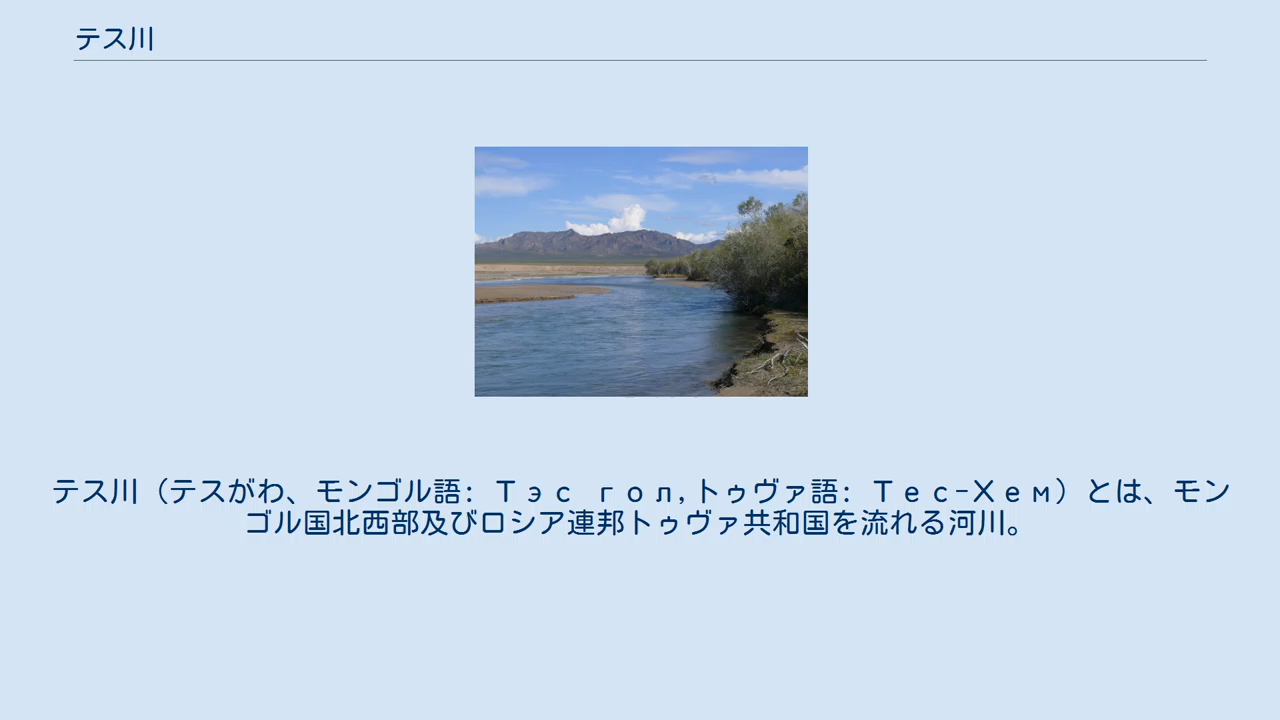 テス川
テス川（テスがわ、モンゴル語: Тэс гол,トゥヴァ語: Тес-Хем）とは、モン
ゴル国北西部及びロシア連邦トゥヴァ共和国を流れる河川。